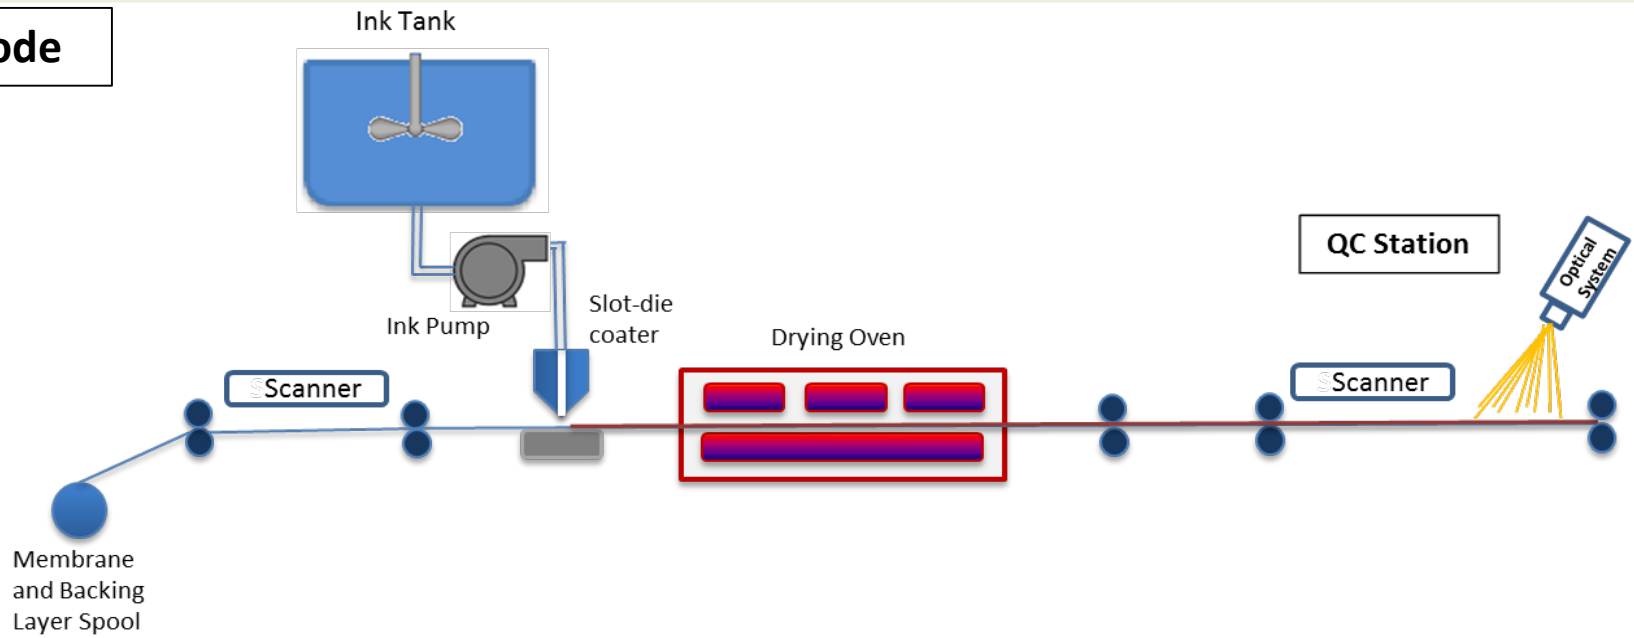 ode
Ink Tank
QC Station
Optical
System
Ink Pump
Slot-die
coater
Drying Oven
Scanner
Scanner
Membrane
and Backing
Layer Spool